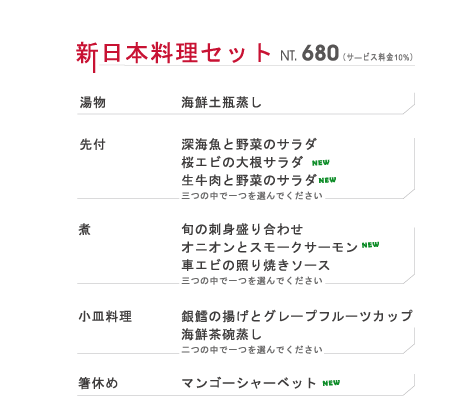 新日本料理セット NT. 680 (サービス料金10%)
湯物 海鮮土瓶蒸し
先付 深海魚と野菜のサラダ
桜エビの大根サラダ NEW
生牛肉と野菜のサラダ NEW
三つの中で一つを選んでください
煮 旬の刺身盛り合わせ
オニオンとスモークサーモン NEW
車エビの照り焼きソース
三つの中で一つを選んでください
小皿料理 銀鱈の揚げとグレープフルーツカップ
海鮮茶碗蒸し
二つの中で一つを選んでください
箸休め マンゴーシャーベット NEW